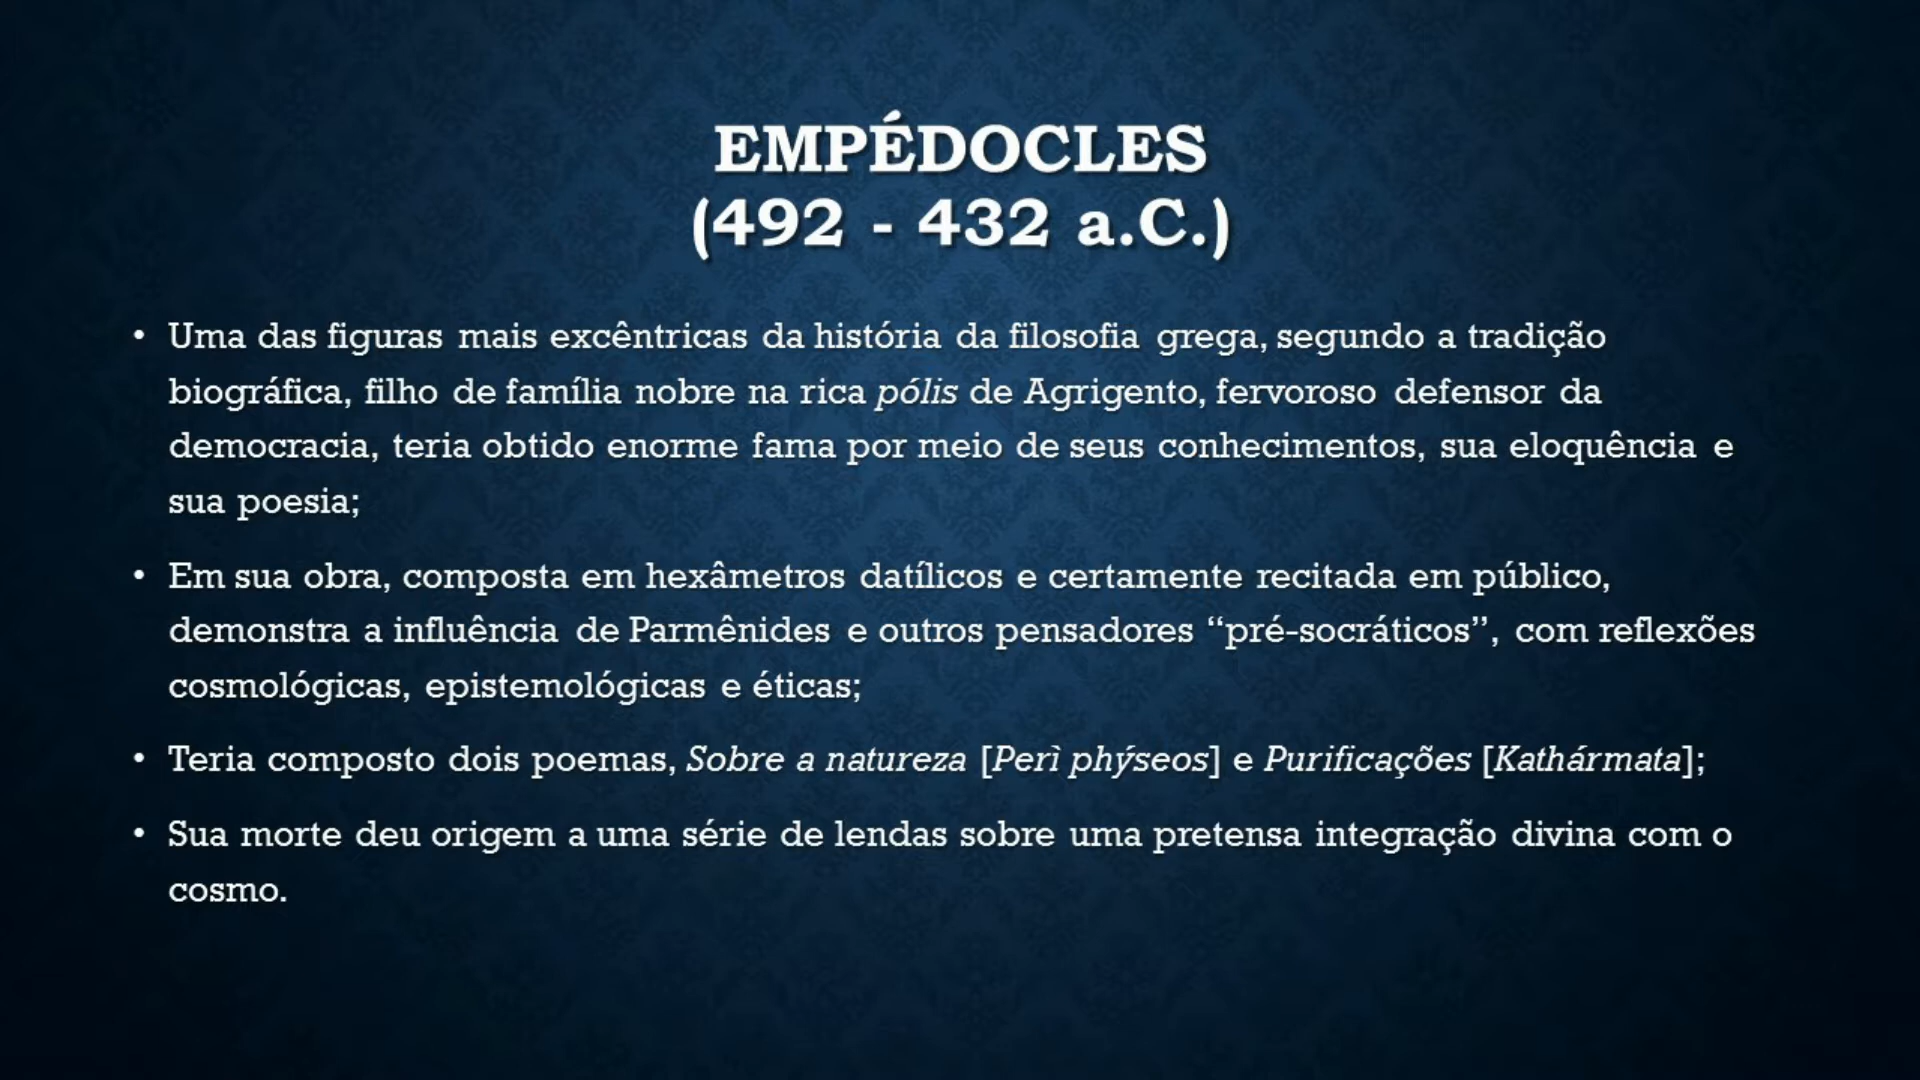 EMPÉDOCLES
(492 - 432 a.C.)
• Uma das figuras mais excêntricas da história da filosofia grega, segundo a tradição
biográfica, filho de família nobre na rica pólis de Agrigento, fervoroso defensor da
democracia, teria obtido enorme fama por meio de seus conhecimentos, sua eloquência e
sua poesia;
• Em sua obra, composta em hexâmetros datílicos e certamente recitada em público,
demonstra a influência de Parmênides e outros pensadores “pré-socráticos”, com reflexões
cosmológicas, epistemológicas e éticas;
• Teria composto dois poemas, Sobre a natureza [Perì phýseos] e Purificações [Kathármata];
• Sua morte deu origem a uma série de lendas sobre uma pretensa integração divina com o
cosmo.